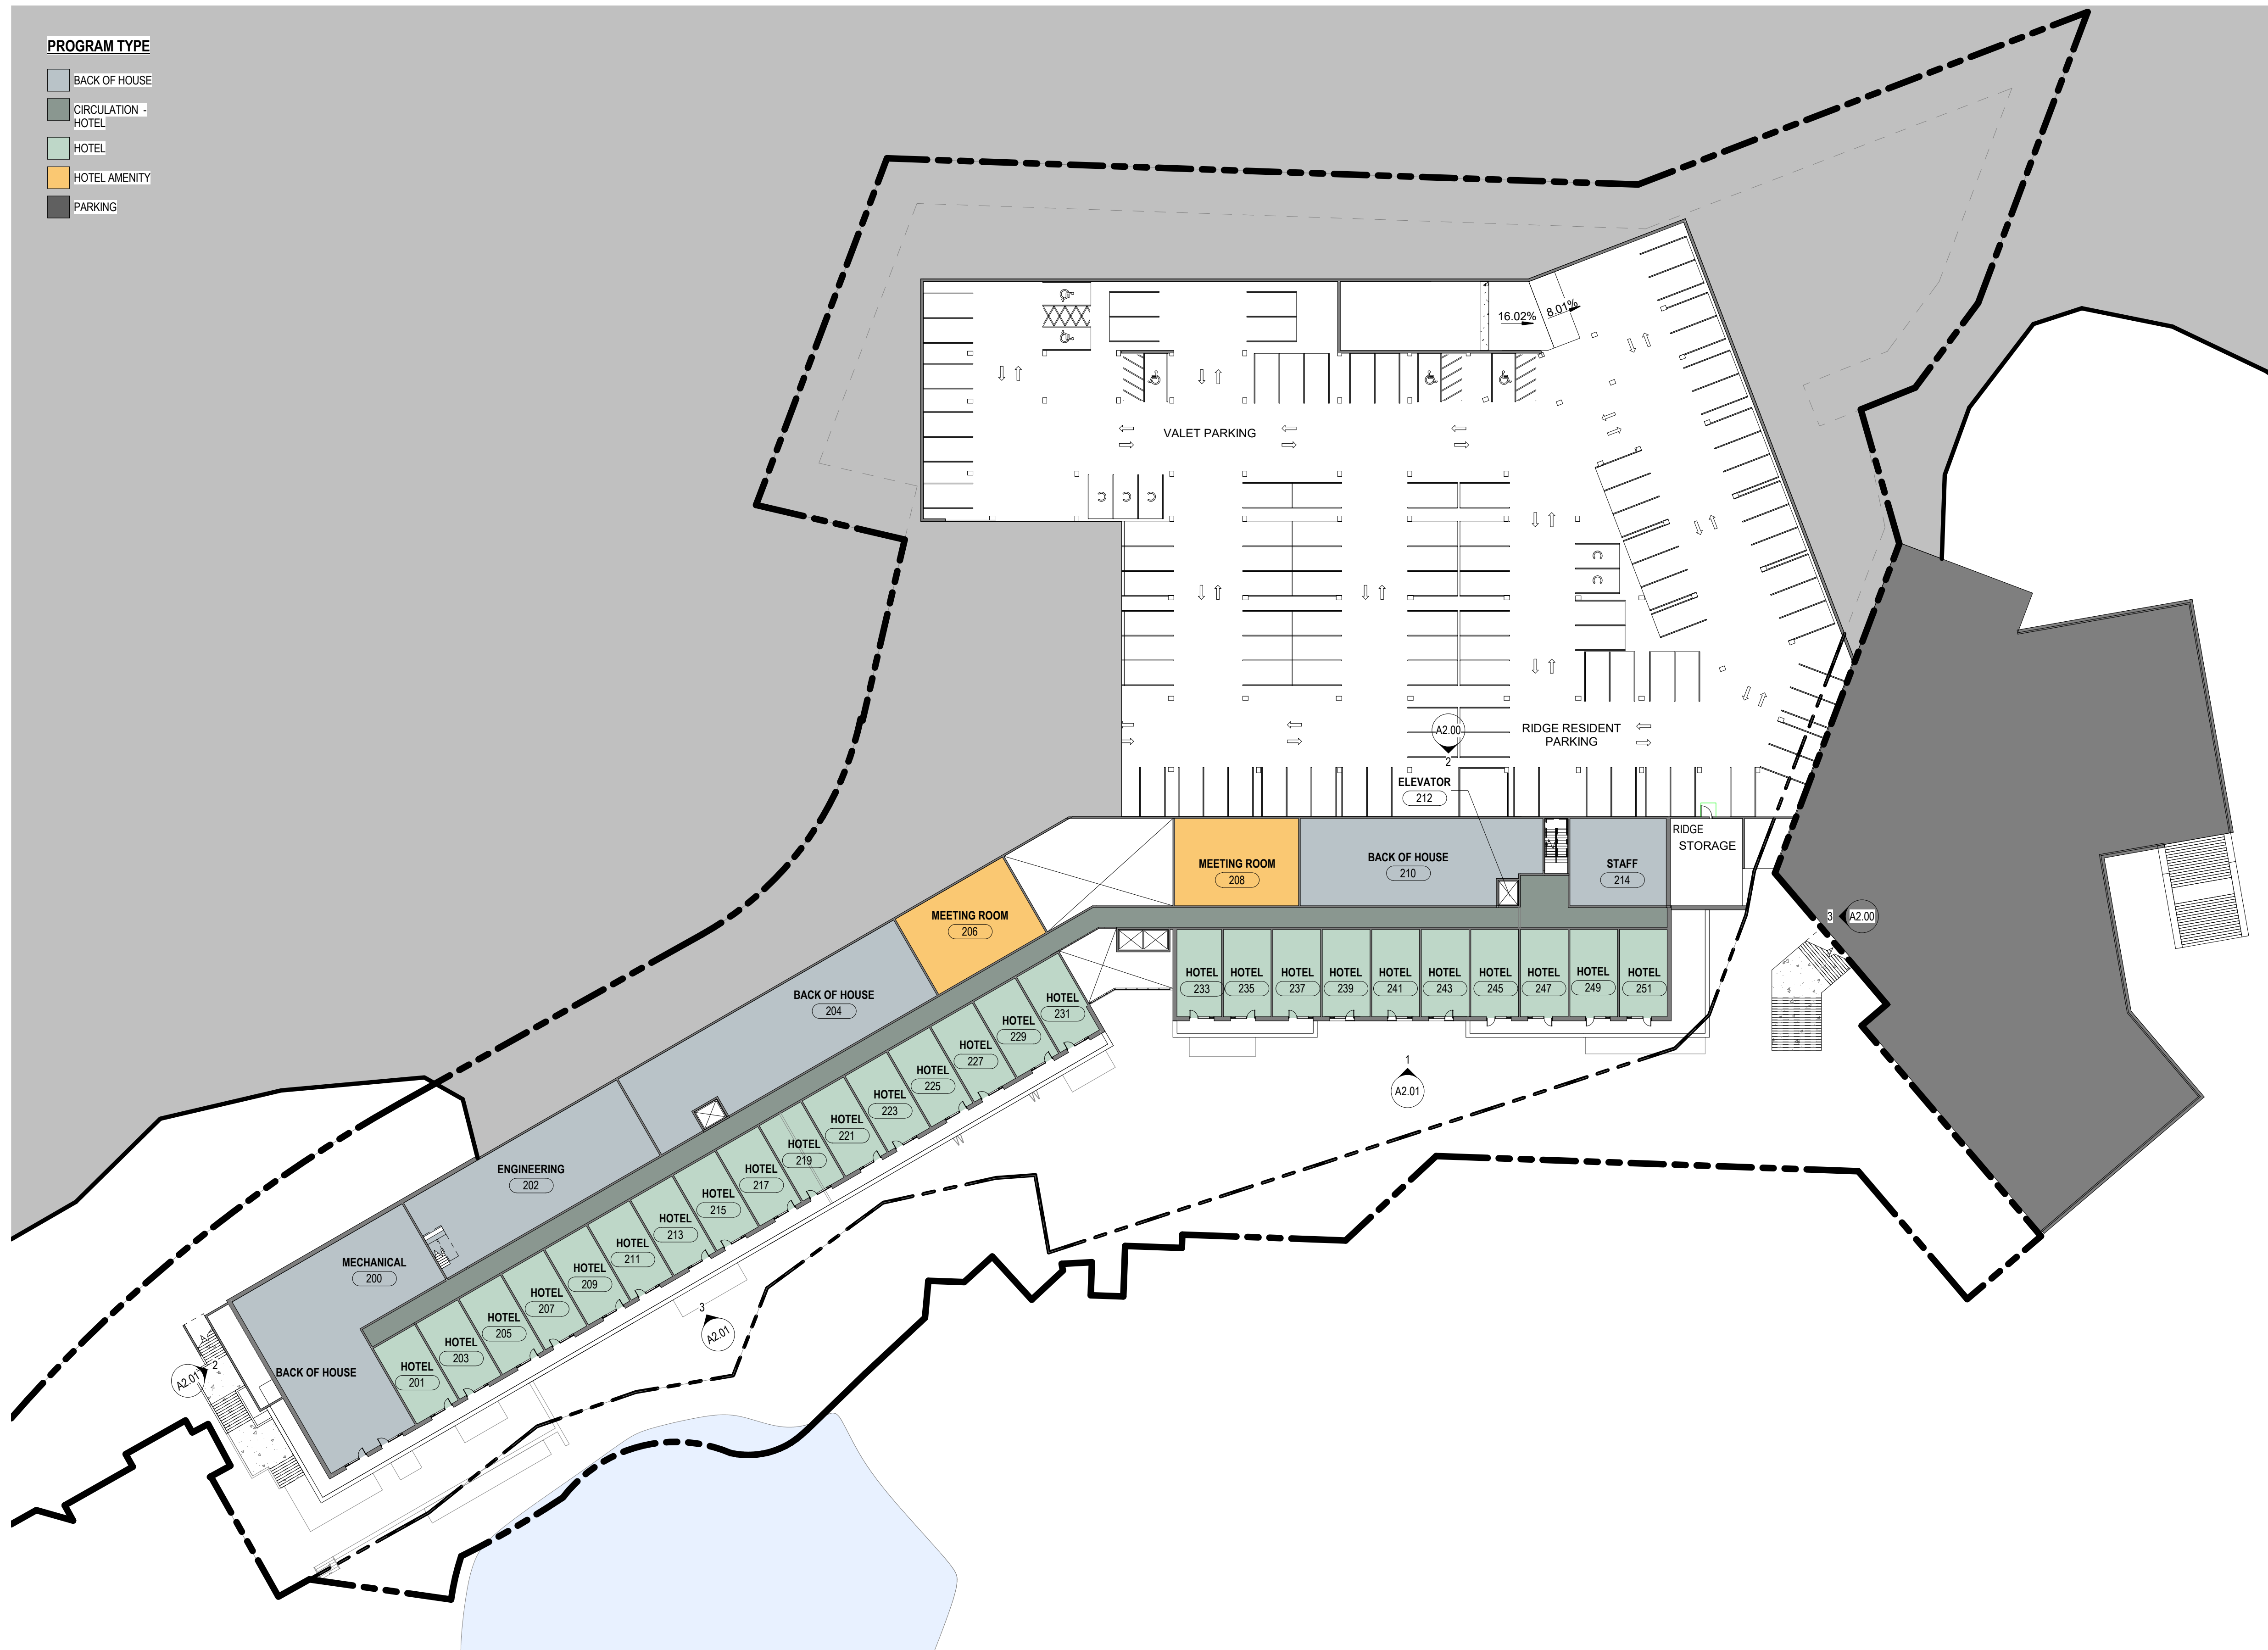 PROGRAM TYPE
BACK OF HOUSE
CIRCULATION -
HOTEL
HOTEL
HOTEL AMENITY
PARKING
16.02%
8.01%
VALET PARKING
RIDGE RESIDENT
PARKING
A2.00
2
ELEVATOR
212
RIDGE
STORAGE
MEETING ROOM
208
BACK OF HOUSE
210
STAFF
214
MEETING ROOM
206
3
A2.00
HOTEL
233
HOTEL
235
HOTEL
237
HOTEL
239
HOTEL
241
HOTEL
243
HOTEL
245
HOTEL
247
HOTEL
249
HOTEL
251
BACK OF HOUSE
204
HOTEL
231
HOTEL
229
HOTEL
227
HOTEL
225
HOTEL
223
HOTEL
221
HOTEL
219
HOTEL
217
HOTEL
215
HOTEL
213
HOTEL
211
HOTEL
209
HOTEL
207
HOTEL
205
HOTEL
203
HOTEL
201
1
A2.01
ENGINEERING
202
MECHANICAL
200
BACK OF HOUSE
3
A2.01
2
A2.01